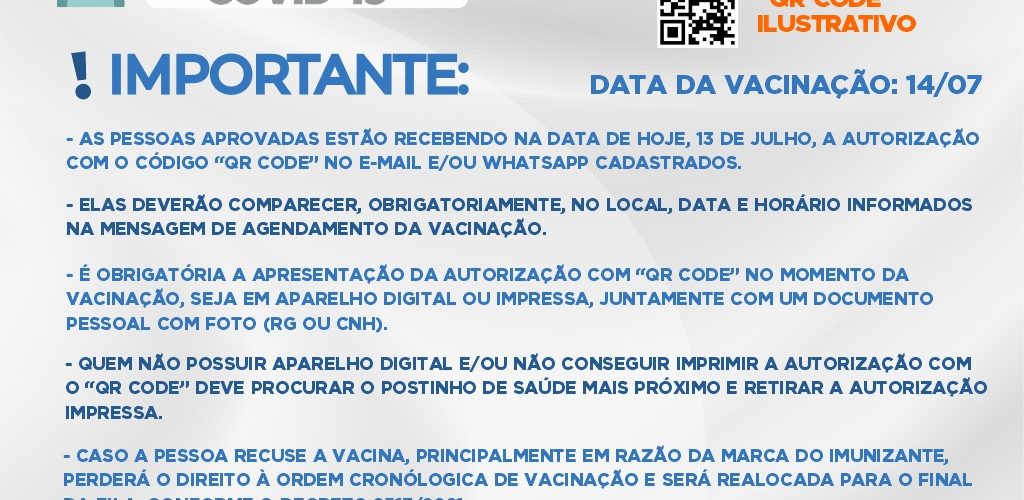 COVID-19
QR CODE
ILUSTRATIVO
! IMPORTANTE:
DATA DA VACINAÇÃO: 14/07
- AS PESSOAS APROVADAS ESTÃO RECEBENDO NA DATA DE HOJE, 13 DE JULHO, A AUTORIZAÇÃO
COM O CÓDIGO “QR CODE” NO E-MAIL E/OU WHATSAPP CADASTRADOS.
- ELAS DEVERÃO COMPARECER, OBRIGATORIAMENTE, NO LOCAL, DATA E HORÁRIO INFORMADOS
NA MENSAGEM DE AGENDAMENTO DA VACINAÇÃO.
- É OBRIGATÓRIA A APRESENTAÇÃO DA AUTORIZAÇÃO COM “QR CODE” NO MOMENTO DA
VACINAÇÃO, SEJA EM APARELHO DIGITAL OU IMPRESSA, JUNTAMENTE COM UM DOCUMENTO
PESSOAL COM FOTO (RG OU CNH).
- QUEM NÃO POSSUIR APARELHO DIGITAL E/OU NÃO CONSEGUIR IMPRIMIR A AUTORIZAÇÃO COM
O “QR CODE” DEVE PROCURAR O POSTINHO DE SAÚDE MAIS PRÓXIMO E RETIRAR A AUTORIZAÇÃO
IMPRESSA.
- CASO A PESSOA RECUSE A VACINA, PRINCIPALMENTE EM RAZÃO DA MARCA DO IMUNIZANTE,
PERDERÁ O DIREITO À ORDEM CRONÓLOGICA DE VACINAÇÃO E SERÁ REALOCADA PARA O FINAL
DA FILA, CONFORME O DECRETO